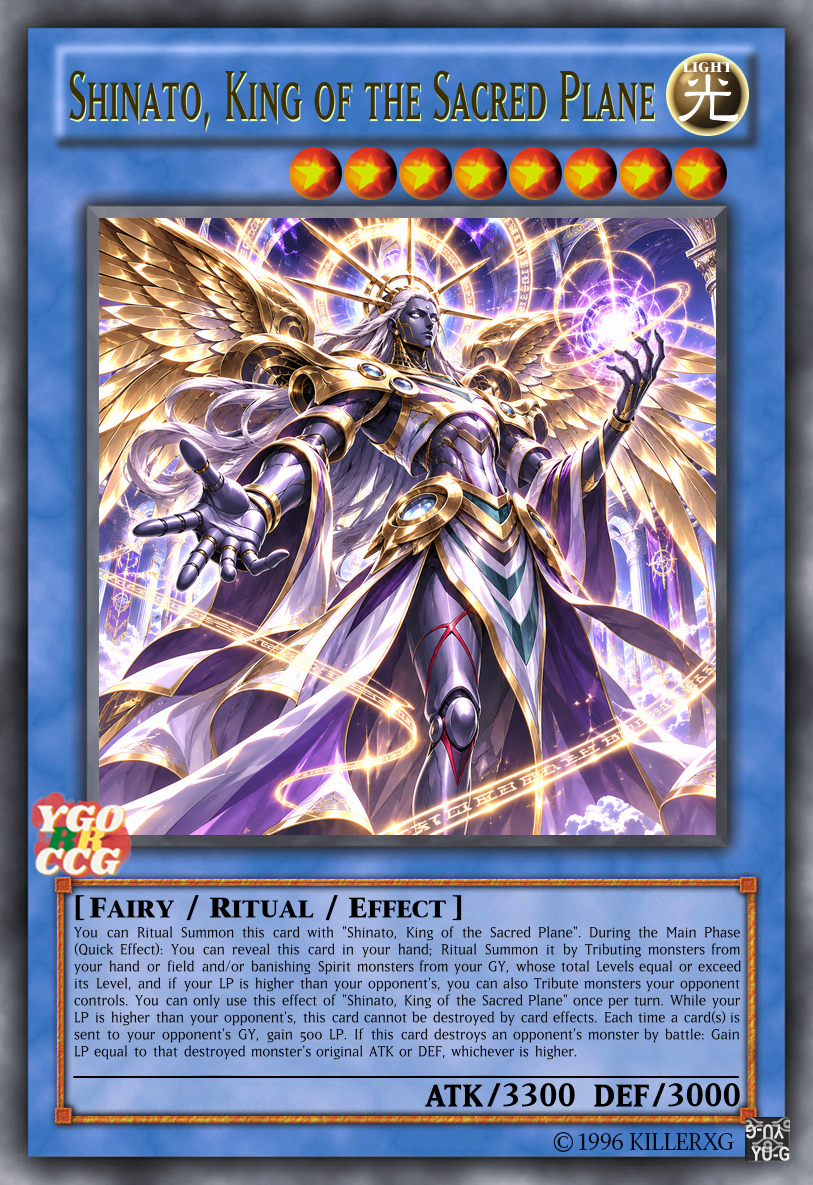 Shinato, King of the Sacred Plane
LIGHT
光
YGO
BR
CCG
[ Fairy / Ritual / Effect ]
You can Ritual Summon this card with "Shinato, King of the Sacred Plane". During the Main Phase
(Quick Effect): You can reveal this card in your hand; Ritual Summon it by Tributing monsters from
your hand or field and/or banishing Spirit monsters from your GY, whose total Levels equal or exceed
its Level, and if your LP is higher than your opponent's, you can also Tribute monsters your opponent
controls. You can only use this effect of "Shinato, King of the Sacred Plane" once per turn. While your
LP is higher than your opponent's, this card cannot be destroyed by card effects. Each time a card(s) is
sent to your opponent's GY, gain 500 LP. If this card destroys an opponent's monster by battle: Gain
LP equal to that destroyed monster's original ATK or DEF, whichever is higher.
ATK/3300 DEF/3000
© 1996 KILLERXG
YU-G